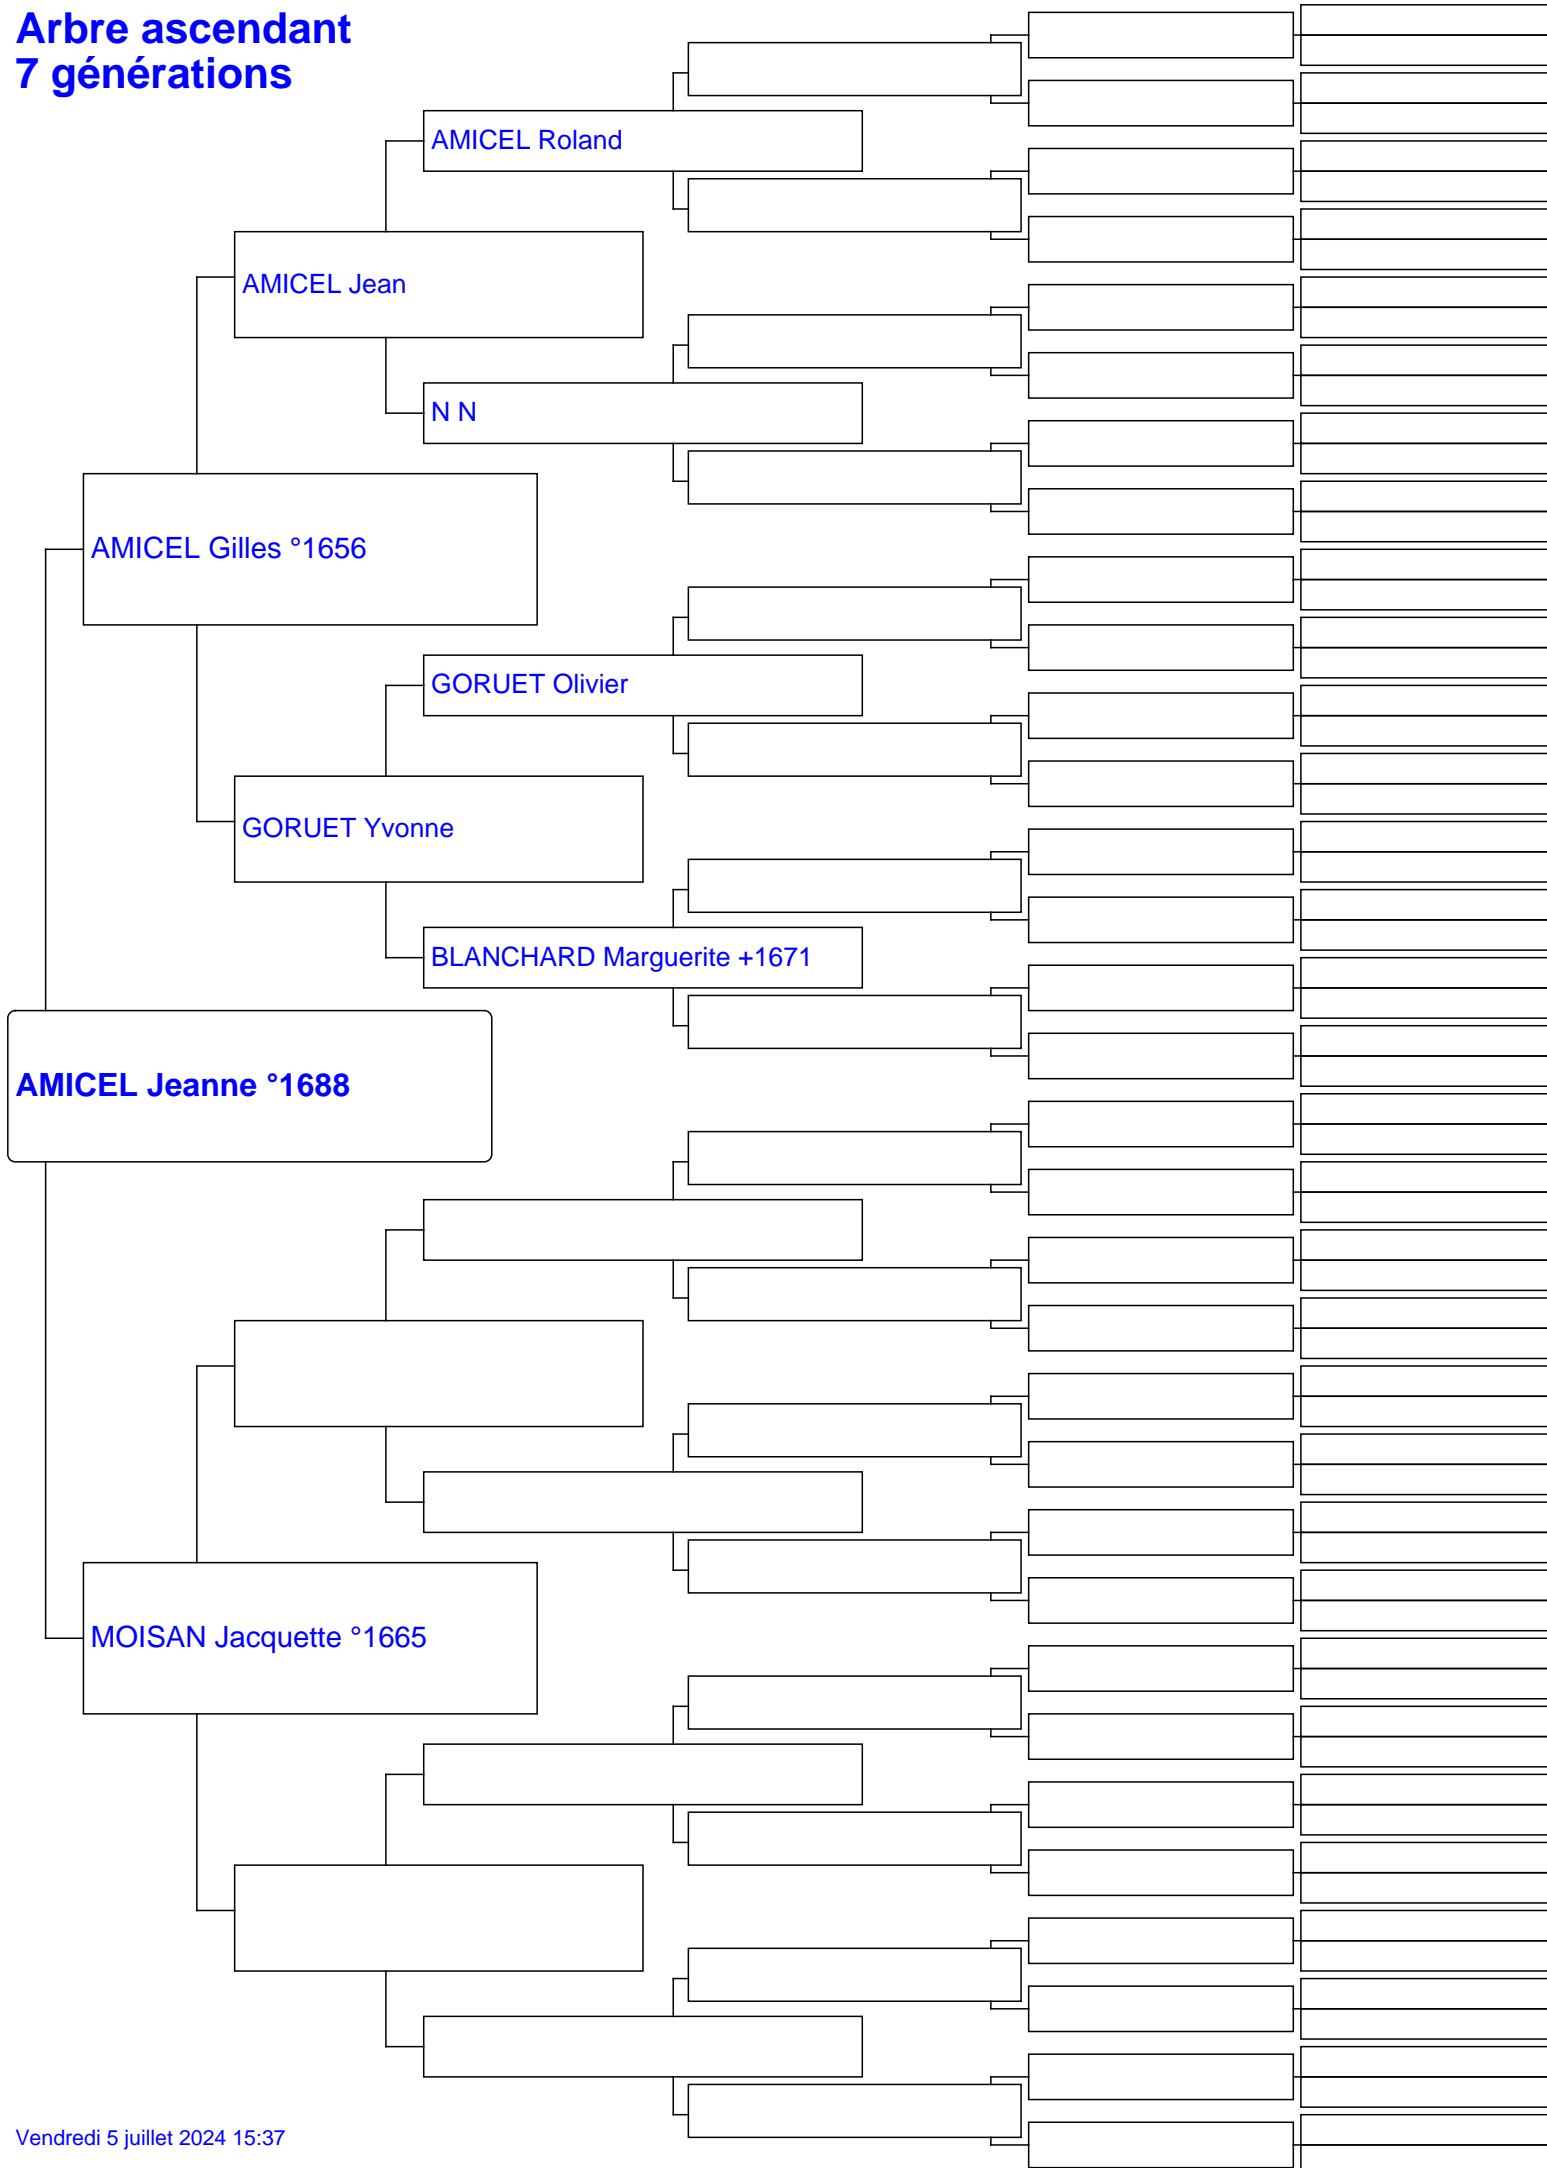 Arbre ascendant
7 générations
AMICEL Roland
AMICEL Jean
N N
AMICEL Gilles °1656
GORUET Olivier
GORUET Yvonne
BLANCHARD Marguerite +1671
AMICEL Jeanne °1688
MOISAN Jacquette °1665
Vendredi 5 juillet 2024 15:37